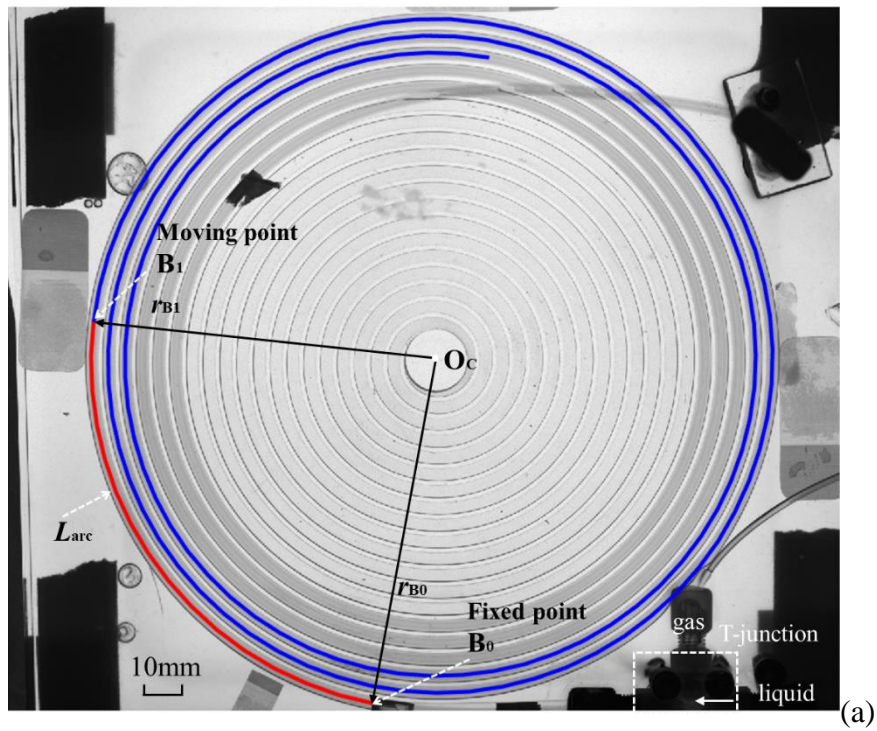 Moving point
B1
rB1
OC
Larc
rB0
Fixed point
B0
gas
T-junction
10mm
liquid
(a)